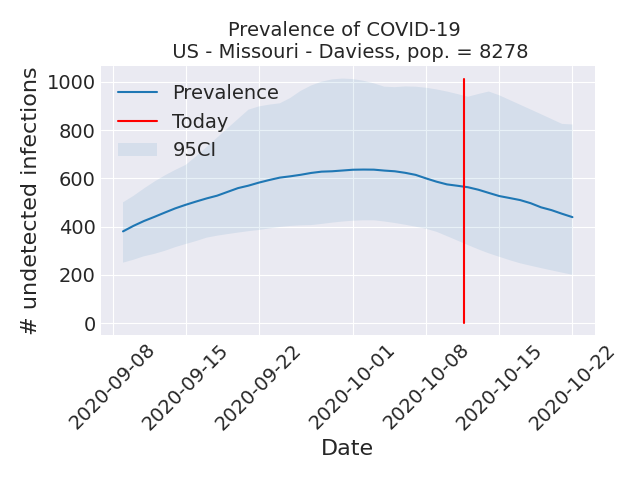 Prevalence of COVID-19
US - Missouri - Daviess, pop. = 8278
# undetected infections
1000
800
600
400
200
0
Prevalence
Today
95CI
2020-09-08
2020-09-15
2020-09-22
2020-10-01
2020-10-08
2020-10-15
2020-10-22
Date